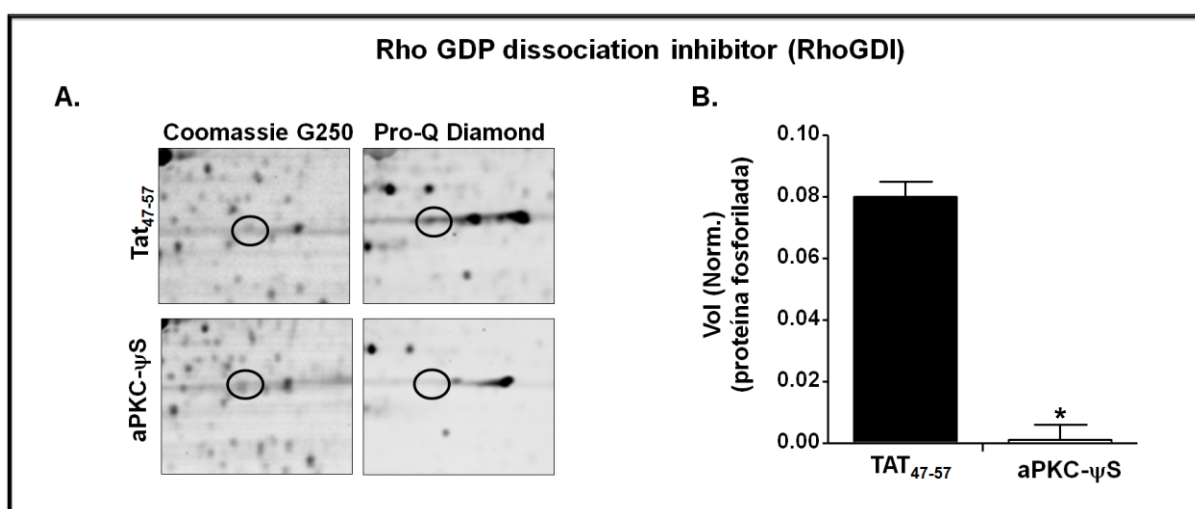 Rho GDP dissociation inhibitor (RhoGDI)
A.
Coomassie G250 Pro-Q Diamond
Tat47-57
aPKC-ψS
B.
Vol (Norm.)
(proteína fosforilada)
0.10
0.08
0.06
0.04
0.02
0.00
*
TAT47-57 aPKC-ψS